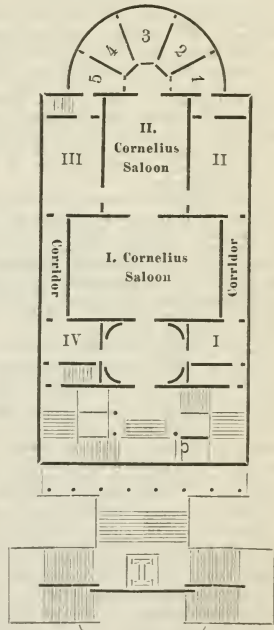 3
4 2
5 1
III
II.
Cornelius
Saloon
II
Corridor
I. Cornelius
Saloon
Corridor
IV
I